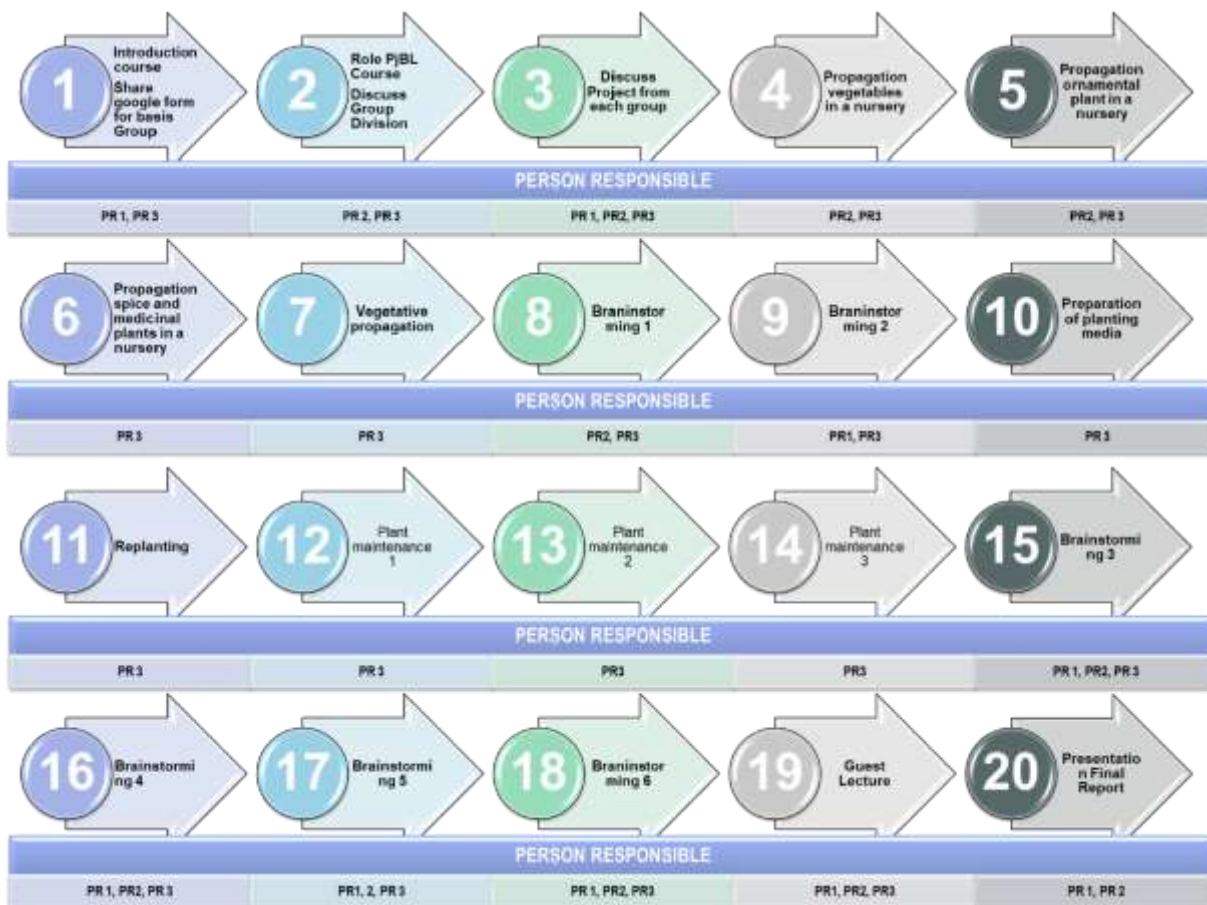 1
Introduction
course
Share
google form
for basis
Group
2
Role PjBL
Course
Discuss
Group
Division
3
Discuss
Project from
each group
4
Propagation
vegetables
in a nursery
5
Propagation
ornamental
plant in a
nursery
PERSON RESPONSIBLE
PR 1, PR 3
PR 2, PR 3
PR 1, PR2, PR3
PR2, PR3
PR2, PR 3
6
Propagation
spice and
medicinal
plants in a
nursery
7
Vegetative
propagation
8
Braninstor
ming 1
9
Braninstor
ming 2
10
Preparation
of planting
media
PERSON RESPONSIBLE
PR 3
PR 3
PR2, PR3
PR1, PR3
PR 3
11
Replanting
12
Plant
maintenance
1
13
Plant
maintenance
2
14
Plant
maintenance
3
15
Brainstormi
ng 3
PERSON RESPONSIBLE
PR 3
PR 3
PR3
PR3
PR 1, PR2, PR 3
16
Brainstormi
ng 4
17
Brainstormi
ng 5
18
Braninstor
ming 6
19
Guest
Lecture
20
Presentatio
n Final
Report
PERSON RESPONSIBLE
PR 1, PR2, PR 3
PR1, 2, PR 3
PR 1, PR2, PR3
PR1, PR2, PR3
PR 1, PR 2